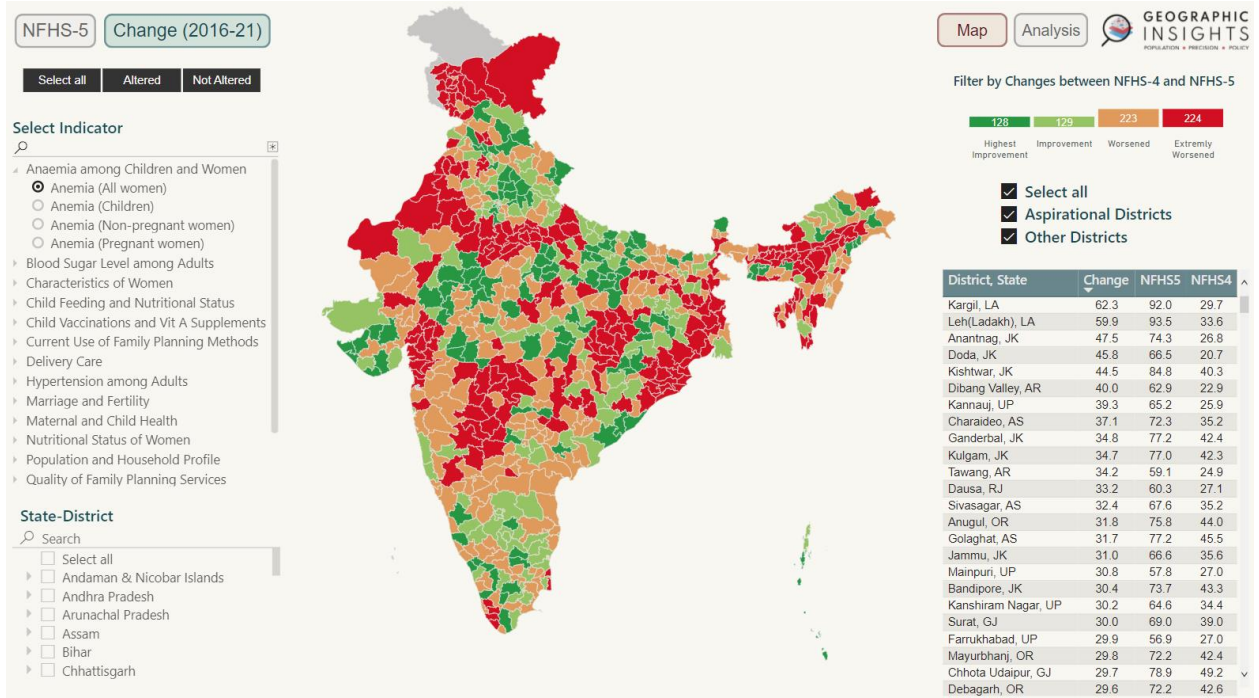 NFHS-5
Change (2016-21)
Select all
Altered
Not Altered
Select Indicator
Anaemia among Children and Women
Anemia (All women)
Anemia (Children)
Anemia (Non-pregnant women)
Anemia (Pregnant women)
Blood Sugar Level among Adults
Characteristics of Women
Child Feeding and Nutritional Status
Child Vaccinations and Vit A Supplements
Current Use of Family Planning Methods
Delivery Care
Hypertension among Adults
Marriage and Fertility
Maternal and Child Health
Nutritional Status of Women
Population and Household Profile
Quality of Family Planning Services
State-District
Search
Select all
Andaman & Nicobar Islands
Andhra Pradesh
Arunachal Pradesh
Assam
Bihar
Chhattisgarh
Map
Analysis
GEOGRAPHIC
INSIGHTS
POPULATION • PRECISION • POLICY
Filter by Changes between NFHS-4 and NFHS-5
128 129 223 224
Highest Improvement Worsened Extremly
Improvement Worsened
Select all
Aspirational Districts
Other Districts
District, State Change NFHS5 NFHS4
Kargil, LA 62.3 92.0 29.7
Leh(Ladakh), LA 59.9 93.5 33.6
Anantnag, JK 47.5 74.3 26.8
Doda, JK 45.8 66.5 20.7
Kishtwar, JK 44.5 84.8 40.3
Dibang Valley, AR 40.0 62.9 22.9
Kannauj, UP 39.3 65.2 25.9
Charaideo, AS 37.1 72.3 35.2
Ganderbal, JK 34.8 77.2 42.4
Kulgam, JK 34.7 77.0 42.3
Tawang, AR 34.2 59.1 24.9
Dausa, RJ 33.2 60.3 27.1
Sivasagar, AS 32.4 67.6 35.2
Anugul, OR 31.8 75.8 44.0
Golaghat, AS 31.7 77.2 45.5
Jammu, JK 31.0 66.6 35.6
Mainpuri, UP 30.8 57.8 27.0
Bandipore, JK 30.4 73.7 43.3
Kanshiram Nagar, UP 30.2 64.6 34.4
Surat, GJ 30.0 69.0 39.0
Farrukhabad, UP 29.9 56.9 27.0
Mayurbhanj, OR 29.8 72.2 42.4
Chhota Udaipur, GJ 29.7 78.9 49.2
Debagarh, OR 29.6 72.2 42.6